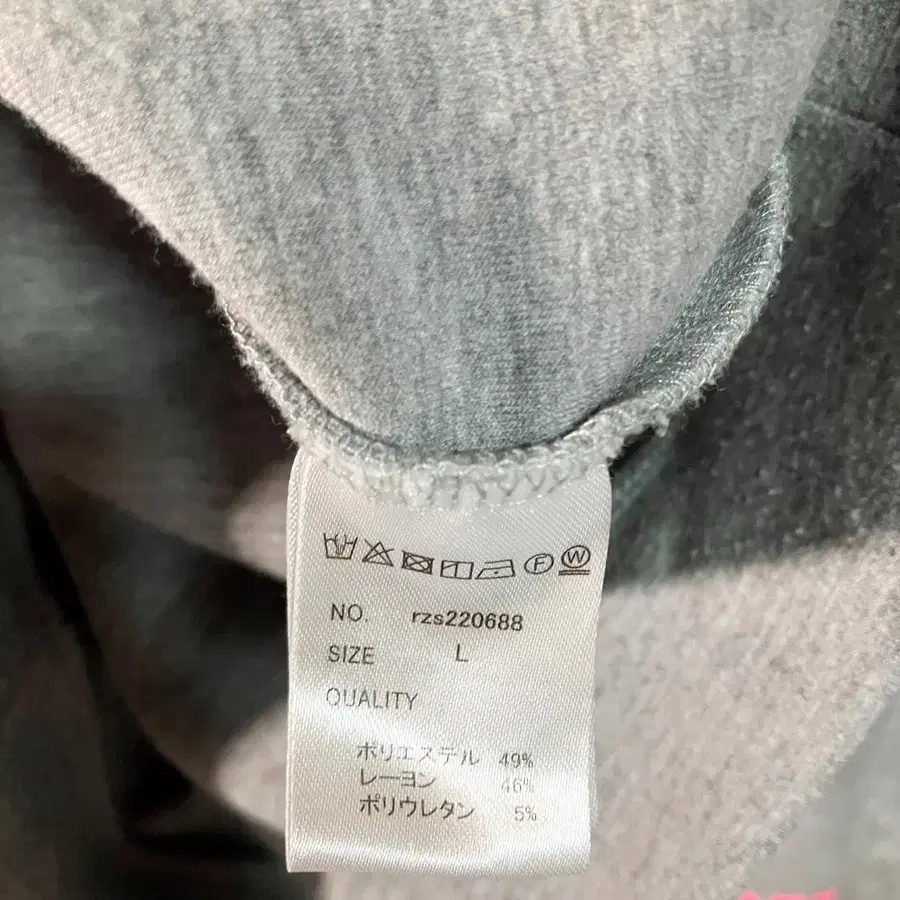 F W
NO. rzs220688
SIZE L
QUALITY
ポリエステル 49%
レーヨン 46%
ポリウレタン 5%